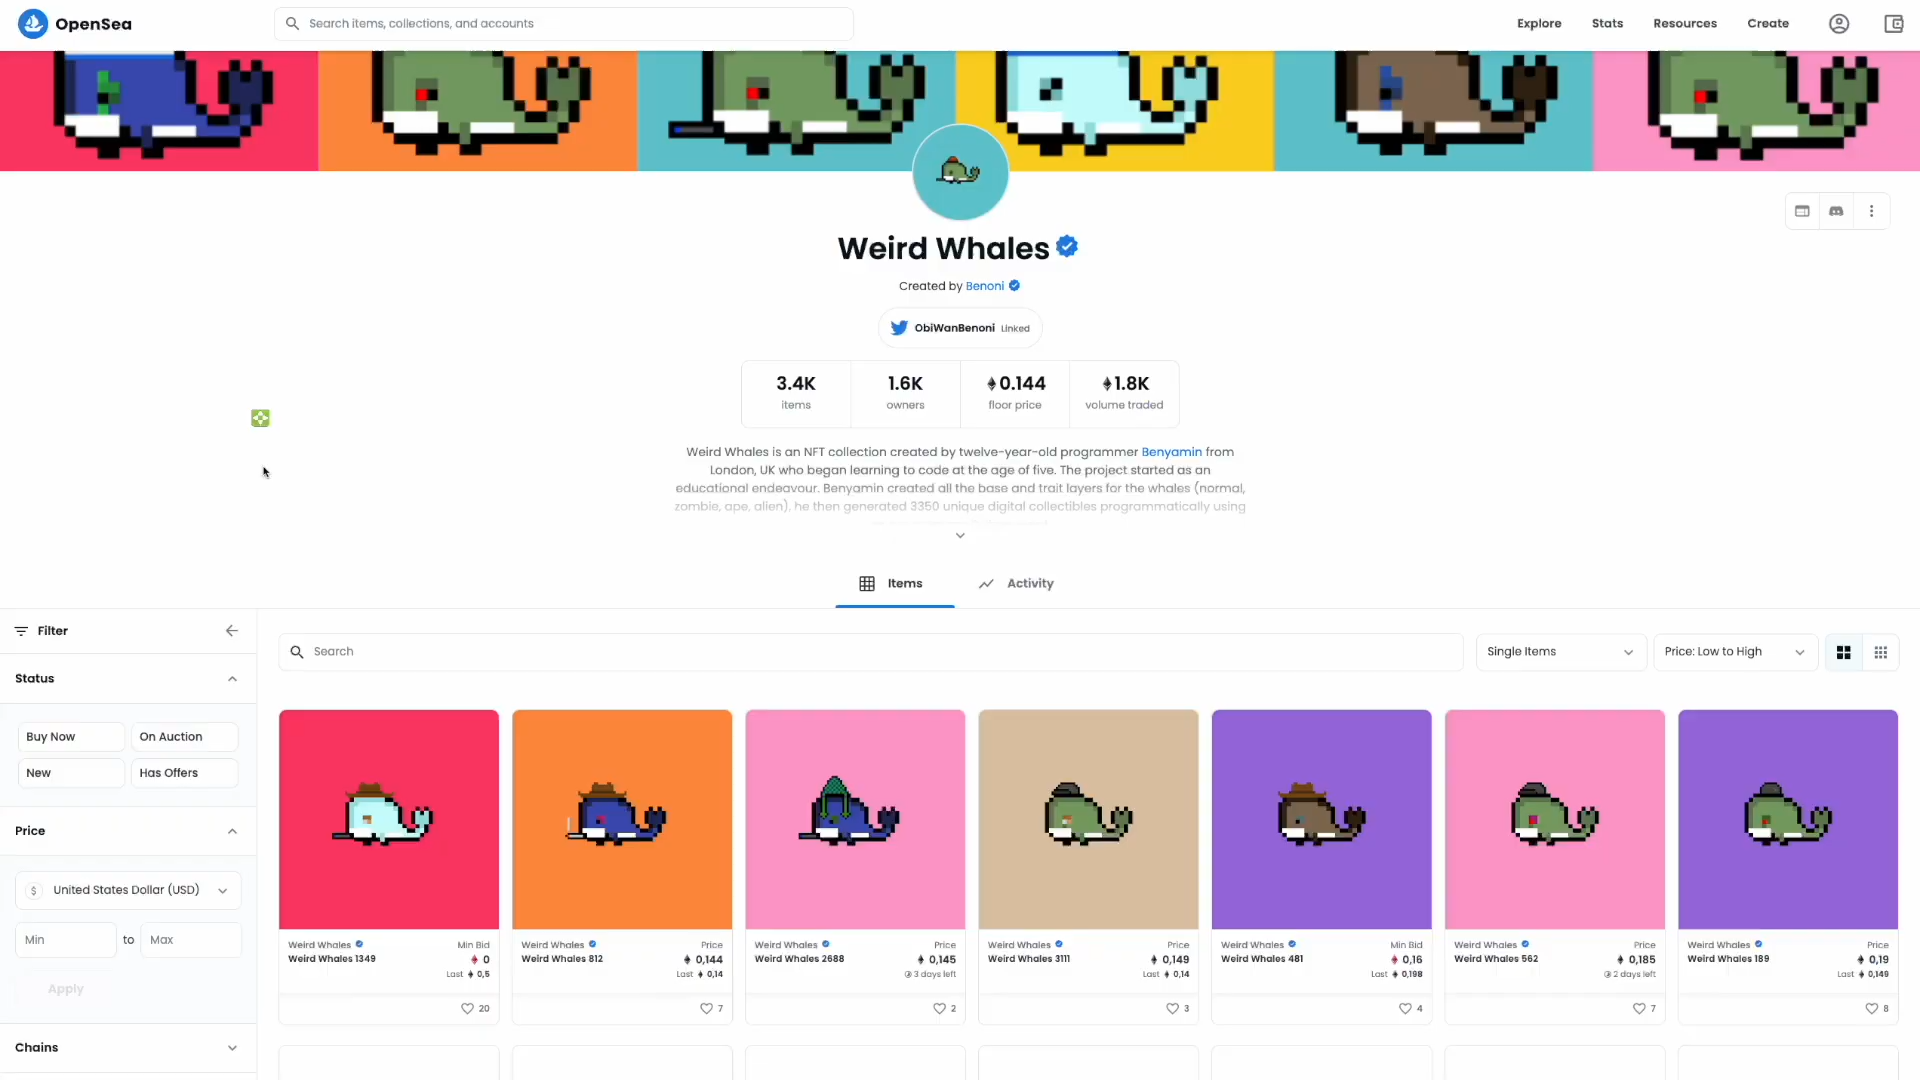 OpenSea
Search items, collections, and accounts
Explore
Stats
Resources
Create
Weird Whales
Created by Benoni
ObiWanBenoni Linked
3.4K
items
1.6K
owners
0.144
floor price
1.8K
volume traded
Weird Whales is an NFT collection created by twelve-year-old programmer Benyamin from
London, UK who began learning to code at the age of five. The project started as an
educational endeavour. Benyamin created all the base and trait layers for the whales (normal,
zombie, ape, alien), he then generated 3350 unique digital collectibles programmatically using
Items
Activity
Filter
Search
Single Items
Price: Low to High
Status
Buy Now
On Auction
New
Has Offers
Price
$ United States Dollar (USD)
Min to Max
Apply
Chains
Weird Whales Min Bid
Weird Whales 1349 0
Last 0,5
20
Weird Whales Price
Weird Whales 812 0,144
Last 0,14
7
Weird Whales Price
Weird Whales 2688 0,145
3 days left
2
Weird Whales Price
Weird Whales 3111 0,149
Last 0,14
3
Weird Whales Min Bid
Weird Whales 481 0,16
Last 0,198
4
Weird Whales Price
Weird Whales 562 0,185
2 days left
7
Weird Whales Price
Weird Whales 189 0,19
Last 0,149
8